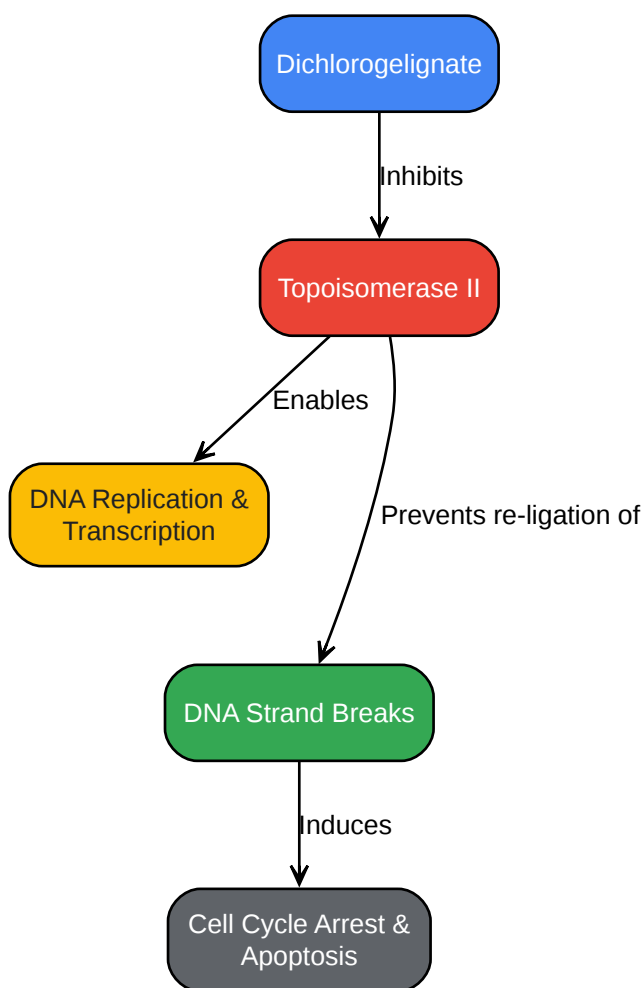 Dichlorogelignate
Inhibits
Topoisomerase II
Enables
DNA Replication &
Transcription
Prevents re-ligation of
DNA Strand Breaks
Induces
Cell Cycle Arrest &
Apoptosis